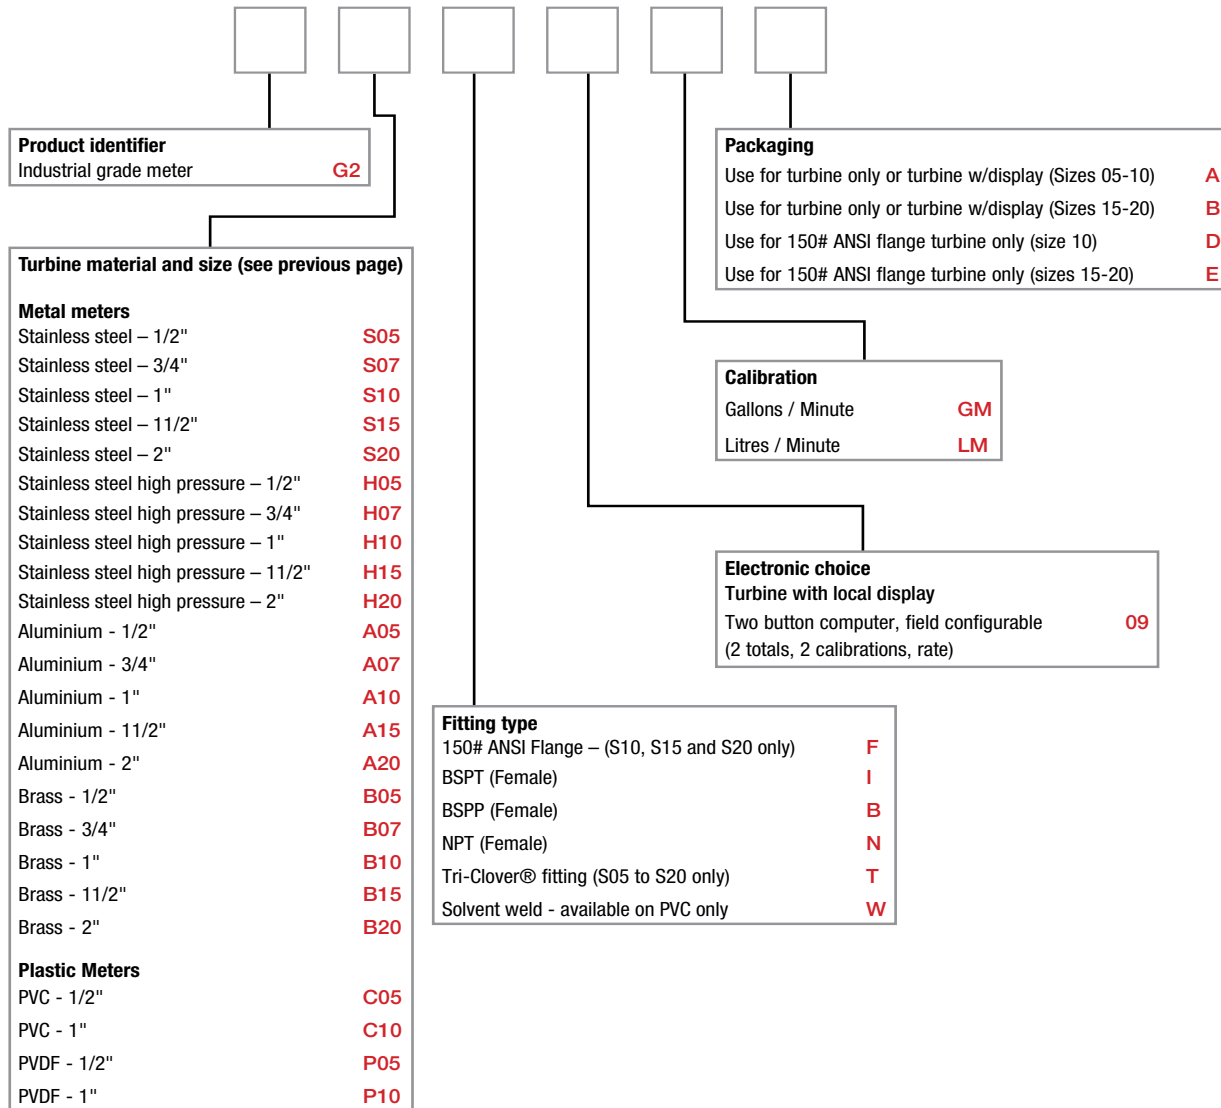 Product identifier
Industrial grade meter G2
Turbine material and size (see previous page)
Metal meters
Stainless steel – 1/2" S05
Stainless steel – 3/4" S07
Stainless steel – 1" S10
Stainless steel – 11/2" S15
Stainless steel – 2" S20
Stainless steel high pressure – 1/2" H05
Stainless steel high pressure – 3/4" H07
Stainless steel high pressure – 1" H10
Stainless steel high pressure – 11/2" H15
Stainless steel high pressure – 2" H20
Aluminium - 1/2" A05
Aluminium - 3/4" A07
Aluminium - 1" A10
Aluminium - 11/2" A15
Aluminium - 2" A20
Brass - 1/2" B05
Brass - 3/4" B07
Brass - 1" B10
Brass - 11/2" B15
Brass - 2" B20
Plastic Meters
PVC - 1/2" C05
PVC - 1" C10
PVDF - 1/2" P05
PVDF - 1" P10
Fitting type
150# ANSI Flange – (S10, S15 and S20 only) F
BSPT (Female) I
BSPP (Female) B
NPT (Female) N
Tri-Clover® fitting (S05 to S20 only) T
Solvent weld - available on PVC only W
Electronic choice
Turbine with local display
Two button computer, field configurable 09
(2 totals, 2 calibrations, rate)
Calibration
Gallons / Minute GM
Litres / Minute LM
Packaging
Use for turbine only or turbine w/display (Sizes 05-10) A
Use for turbine only or turbine w/display (Sizes 15-20) B
Use for 150# ANSI flange turbine only (size 10) D
Use for 150# ANSI flange turbine only (sizes 15-20) E